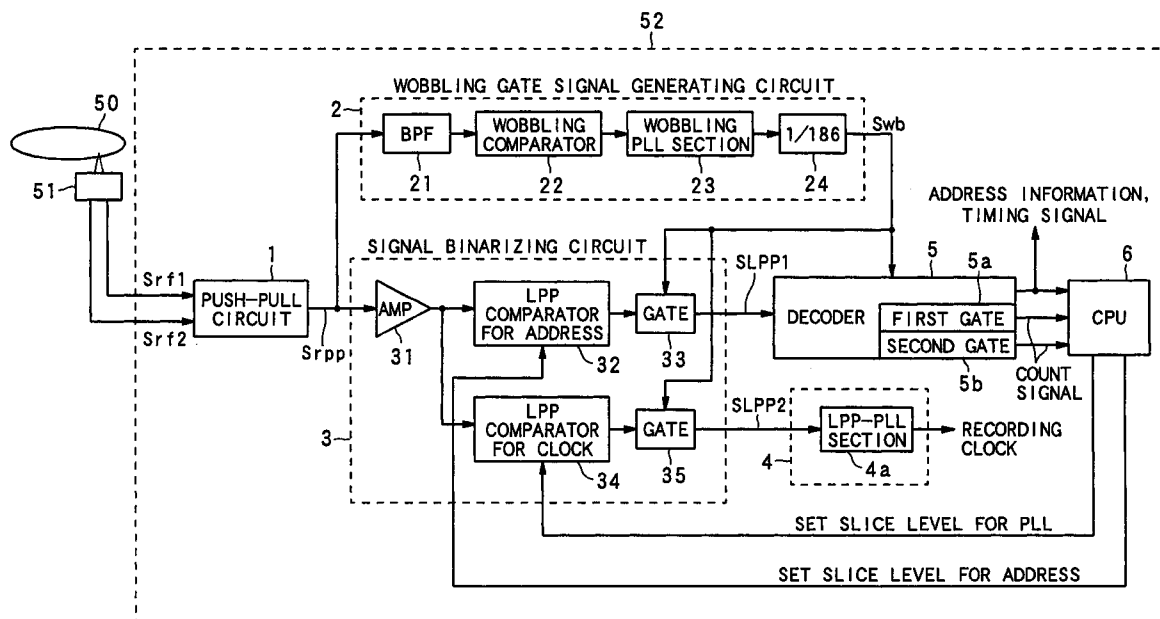 52
WOBBLING GATE SIGNAL GENERATING CIRCUIT
50
2
BPF
WOBBLING
COMPARATOR
WOBBLING
PLL SECTION
1/186
Swb
51
21
22
23
24
ADDRESS INFORMATION,
TIMING SIGNAL
SIGNAL BINARIZING CIRCUIT
1
Srf1
PUSH-PULL
CIRCUIT
Srf2
Srpp
AMP
31
LPP
COMPARATOR
FOR ADDRESS
32
GATE
33
SLPP1
5
5a
6
DECODER
FIRST GATE
SECOND GATE
5b
CPU
COUNT
SIGNAL
3
LPP
COMPARATOR
FOR CLOCK
34
GATE
35
SLPP2
4
LPP-PLL
SECTION
4a
RECORDING
CLOCK
SET SLICE LEVEL FOR PLL
SET SLICE LEVEL FOR ADDRESS